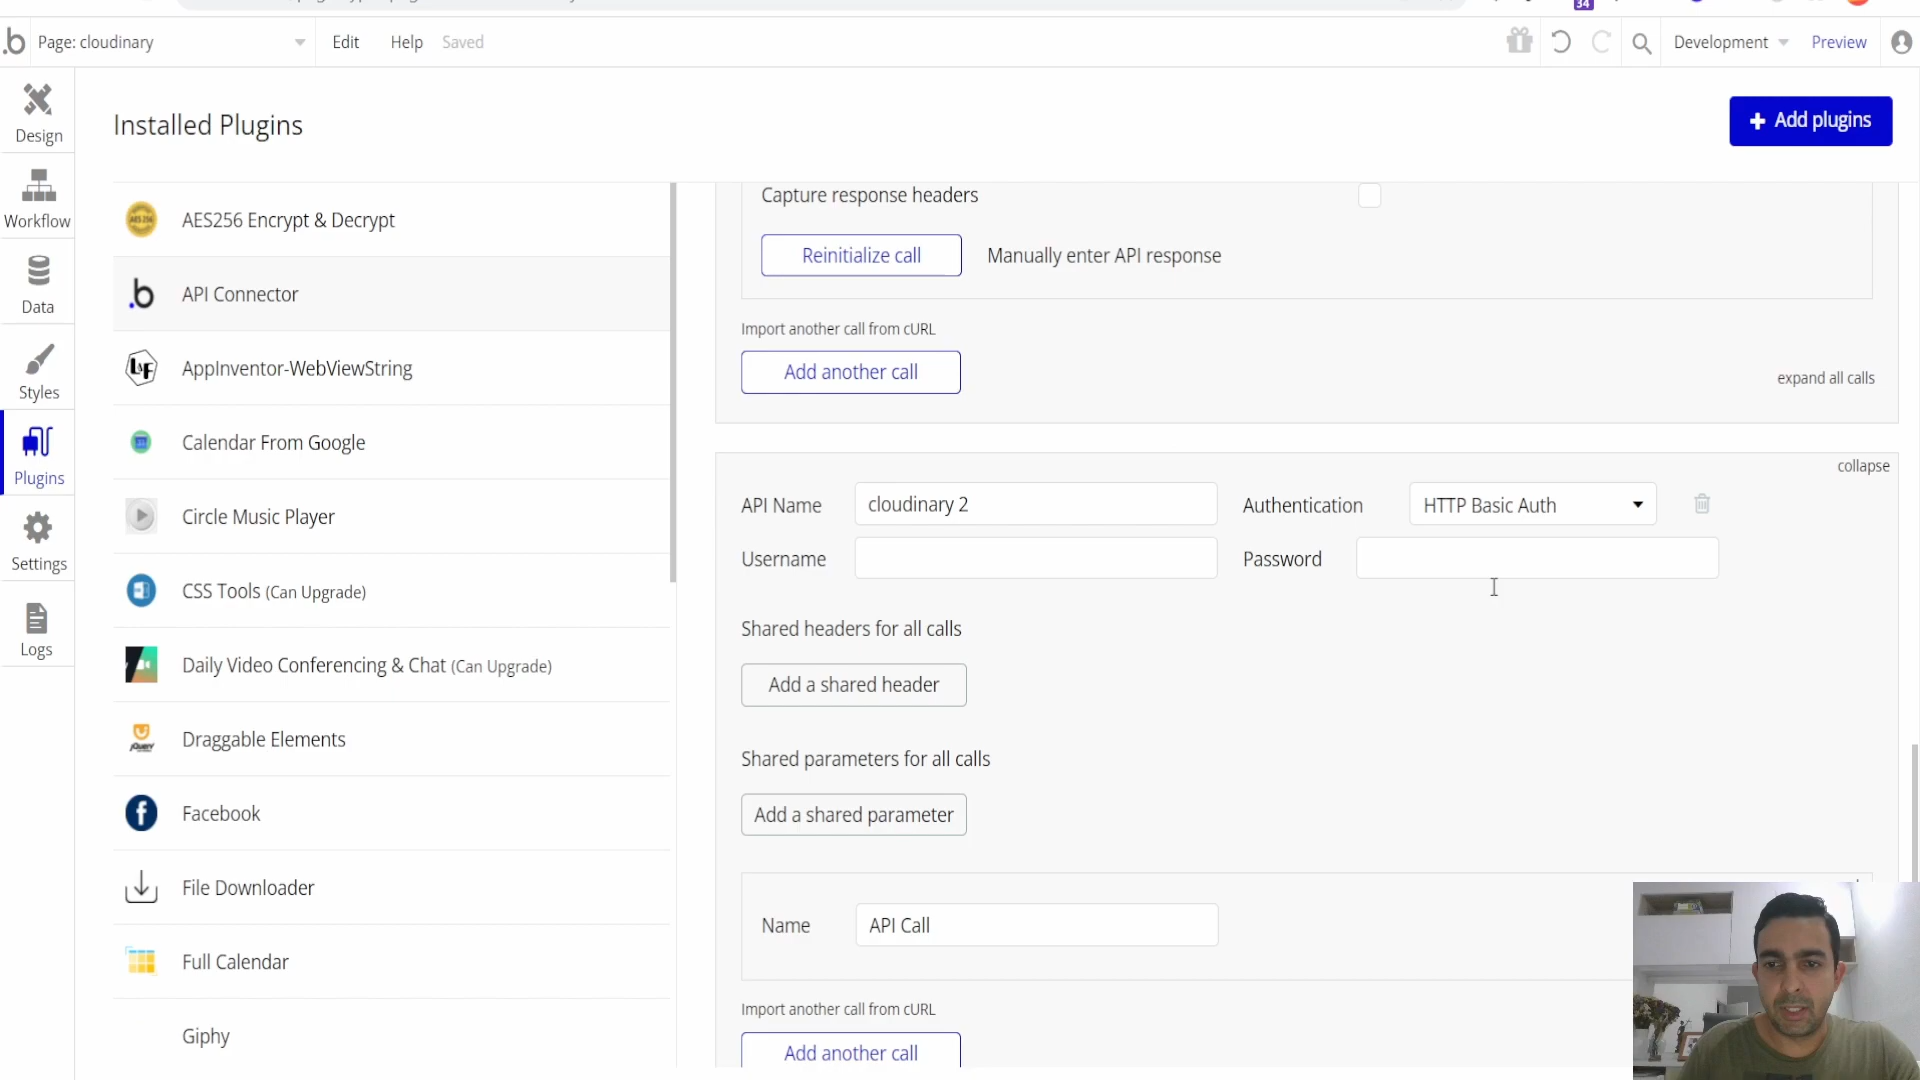 34
.b Page: cloudinary Edit Help Saved Development Preview
Design
Workflow
Data
Styles
Plugins
Settings
Logs
Installed Plugins
+ Add plugins
AES 256 AES256 Encrypt & Decrypt
.b API Connector
LF AppInventor-WebViewString
Calendar From Google
Circle Music Player
CSS Tools (Can Upgrade)
Daily Video Conferencing & Chat (Can Upgrade)
jQuery Draggable Elements
f Facebook
File Downloader
Full Calendar
Giphy
Capture response headers
Reinitialize call Manually enter API response
Import another call from cURL
Add another call
expand all calls
collapse
API Name cloudinary 2 Authentication HTTP Basic Auth
Username Password
Shared headers for all calls
Add a shared header
Shared parameters for all calls
Add a shared parameter
Name API Call
Import another call from cURL
Add another call